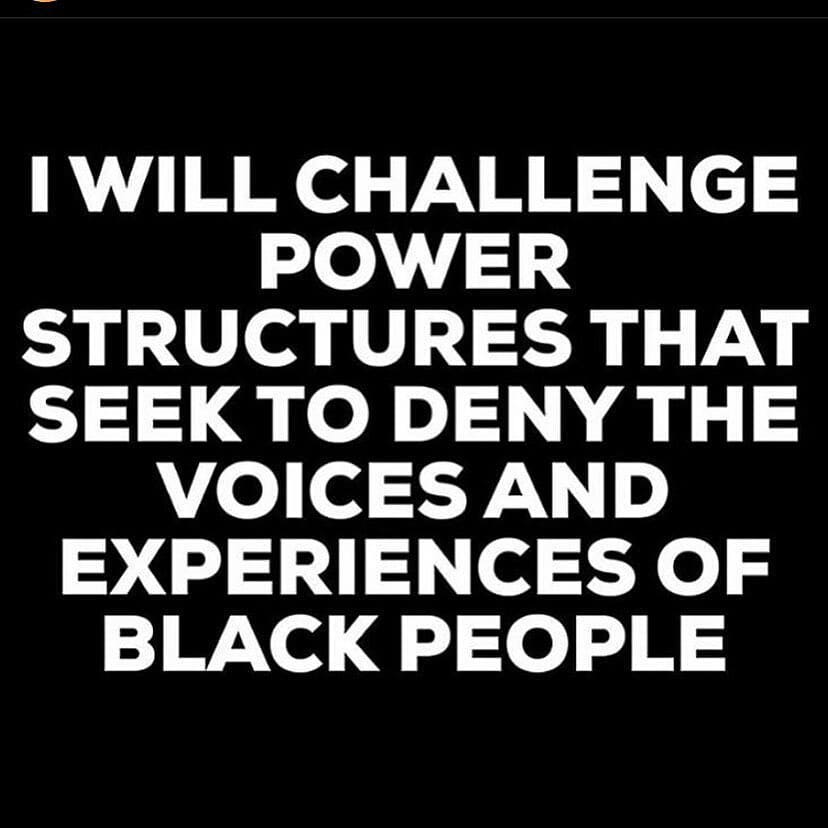 I WILL CHALLENGE
POWER
STRUCTURES THAT
SEEK TO DENY THE
VOICES AND
EXPERIENCES OF
BLACK PEOPLE